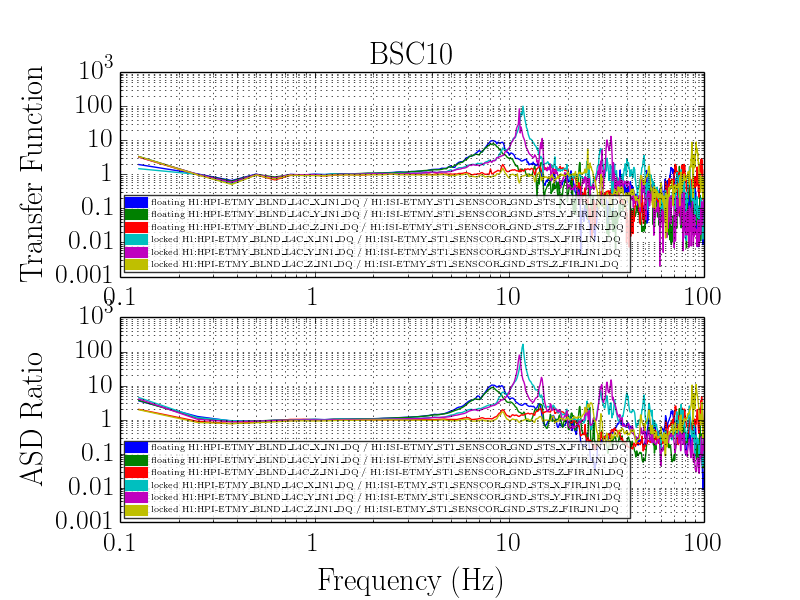 BSC10
Transfer Function
10³
100
10
1
0.1
0.01
0.001
floating H1:HPI-ETMY_BLND_L4C_X_IN1_DQ / H1:ISI-ETMY_ST1_SENSCOR_GND_STS_X_FIR_IN1_DQ
floating H1:HPI-ETMY_BLND_L4C_Y_IN1_DQ / H1:ISI-ETMY_ST1_SENSCOR_GND_STS_Y_FIR_IN1_DQ
floating H1:HPI-ETMY_BLND_L4C_Z_IN1_DQ / H1:ISI-ETMY_ST1_SENSCOR_GND_STS_Z_FIR_IN1_DQ
locked H1:HPI-ETMY_BLND_L4C_X_IN1_DQ / H1:ISI-ETMY_ST1_SENSCOR_GND_STS_X_FIR_IN1_DQ
locked H1:HPI-ETMY_BLND_L4C_Y_IN1_DQ / H1:ISI-ETMY_ST1_SENSCOR_GND_STS_Y_FIR_IN1_DQ
locked H1:HPI-ETMY_BLND_L4C_Z_IN1_DQ / H1:ISI-ETMY_ST1_SENSCOR_GND_STS_Z_FIR_IN1_DQ
0.1 1 10 100
ASD Ratio
10³
100
10
1
0.1
0.01
0.001
floating H1:HPI-ETMY_BLND_L4C_X_IN1_DQ / H1:ISI-ETMY_ST1_SENSCOR_GND_STS_X_FIR_IN1_DQ
floating H1:HPI-ETMY_BLND_L4C_Y_IN1_DQ / H1:ISI-ETMY_ST1_SENSCOR_GND_STS_Y_FIR_IN1_DQ
floating H1:HPI-ETMY_BLND_L4C_Z_IN1_DQ / H1:ISI-ETMY_ST1_SENSCOR_GND_STS_Z_FIR_IN1_DQ
locked H1:HPI-ETMY_BLND_L4C_X_IN1_DQ / H1:ISI-ETMY_ST1_SENSCOR_GND_STS_X_FIR_IN1_DQ
locked H1:HPI-ETMY_BLND_L4C_Y_IN1_DQ / H1:ISI-ETMY_ST1_SENSCOR_GND_STS_Y_FIR_IN1_DQ
locked H1:HPI-ETMY_BLND_L4C_Z_IN1_DQ / H1:ISI-ETMY_ST1_SENSCOR_GND_STS_Z_FIR_IN1_DQ
0.1 1 10 100
Frequency (Hz)